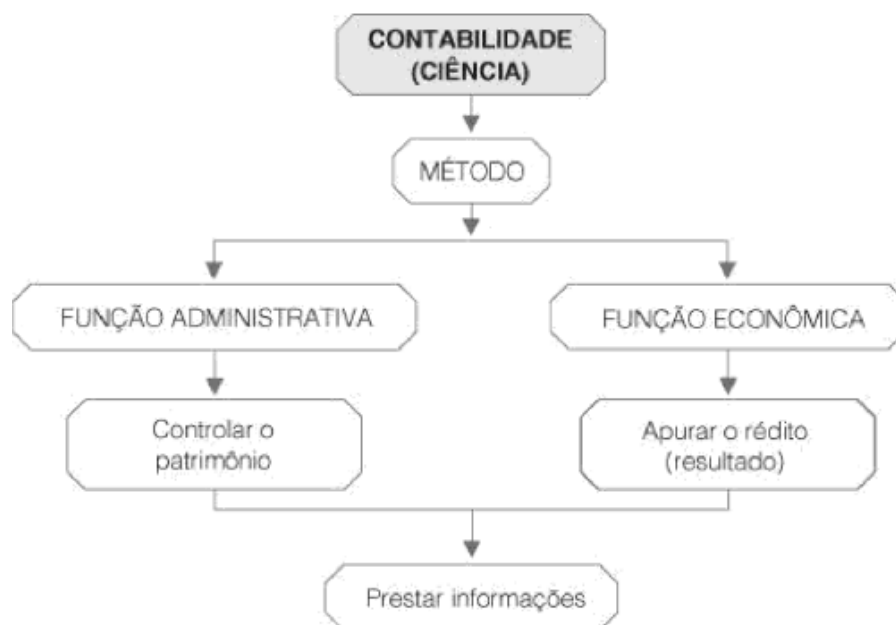 CONTABILIDADE
(CIÊNCIA)
MÉTODO
FUNÇÃO ADMINISTRATIVA
FUNÇÃO ECONÔMICA
Controlar o
patrimônio
Apurar o rédito
(resultado)
Prestar informações